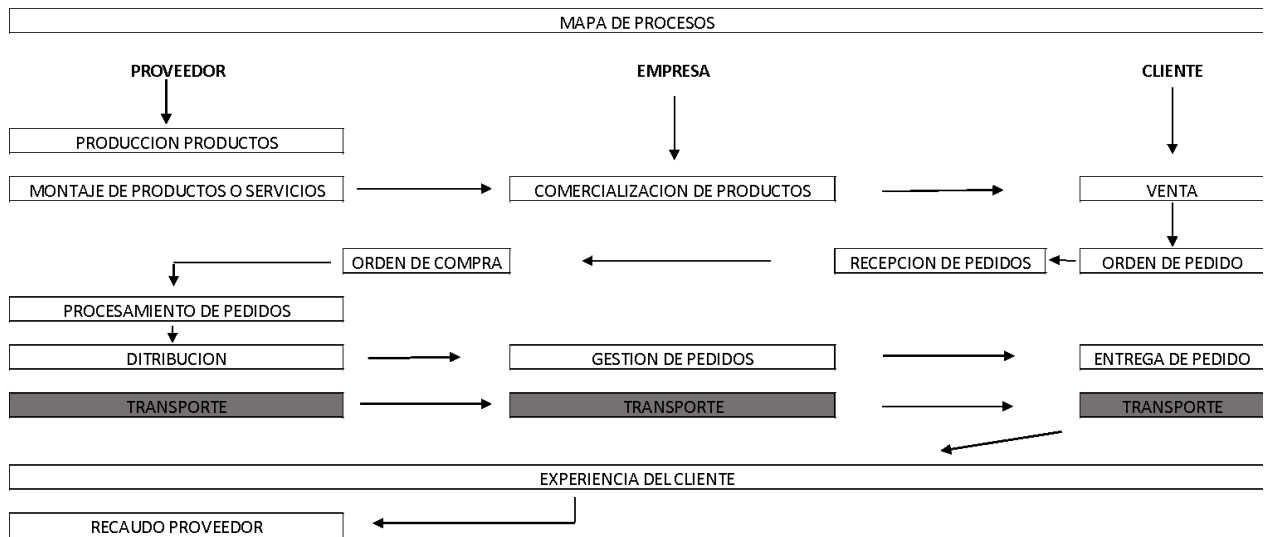 MAPA DE PROCESOS
PROVEEDOR EMPRESA CLIENTE
PRODUCCION PRODUCTOS
MONTAJE DE PRODUCTOS O SERVICIOS COMERCIALIZACION DE PRODUCTOS VENTA
ORDEN DE COMPRA RECEPCION DE PEDIDOS ORDEN DE PEDIDO
PROCESAMIENTO DE PEDIDOS
DITRIBUCION GESTION DE PEDIDOS ENTREGA DE PEDIDO
TRANSPORTE TRANSPORTE TRANSPORTE
EXPERIENCIA DEL CLIENTE
RECAUDO PROVEEDOR